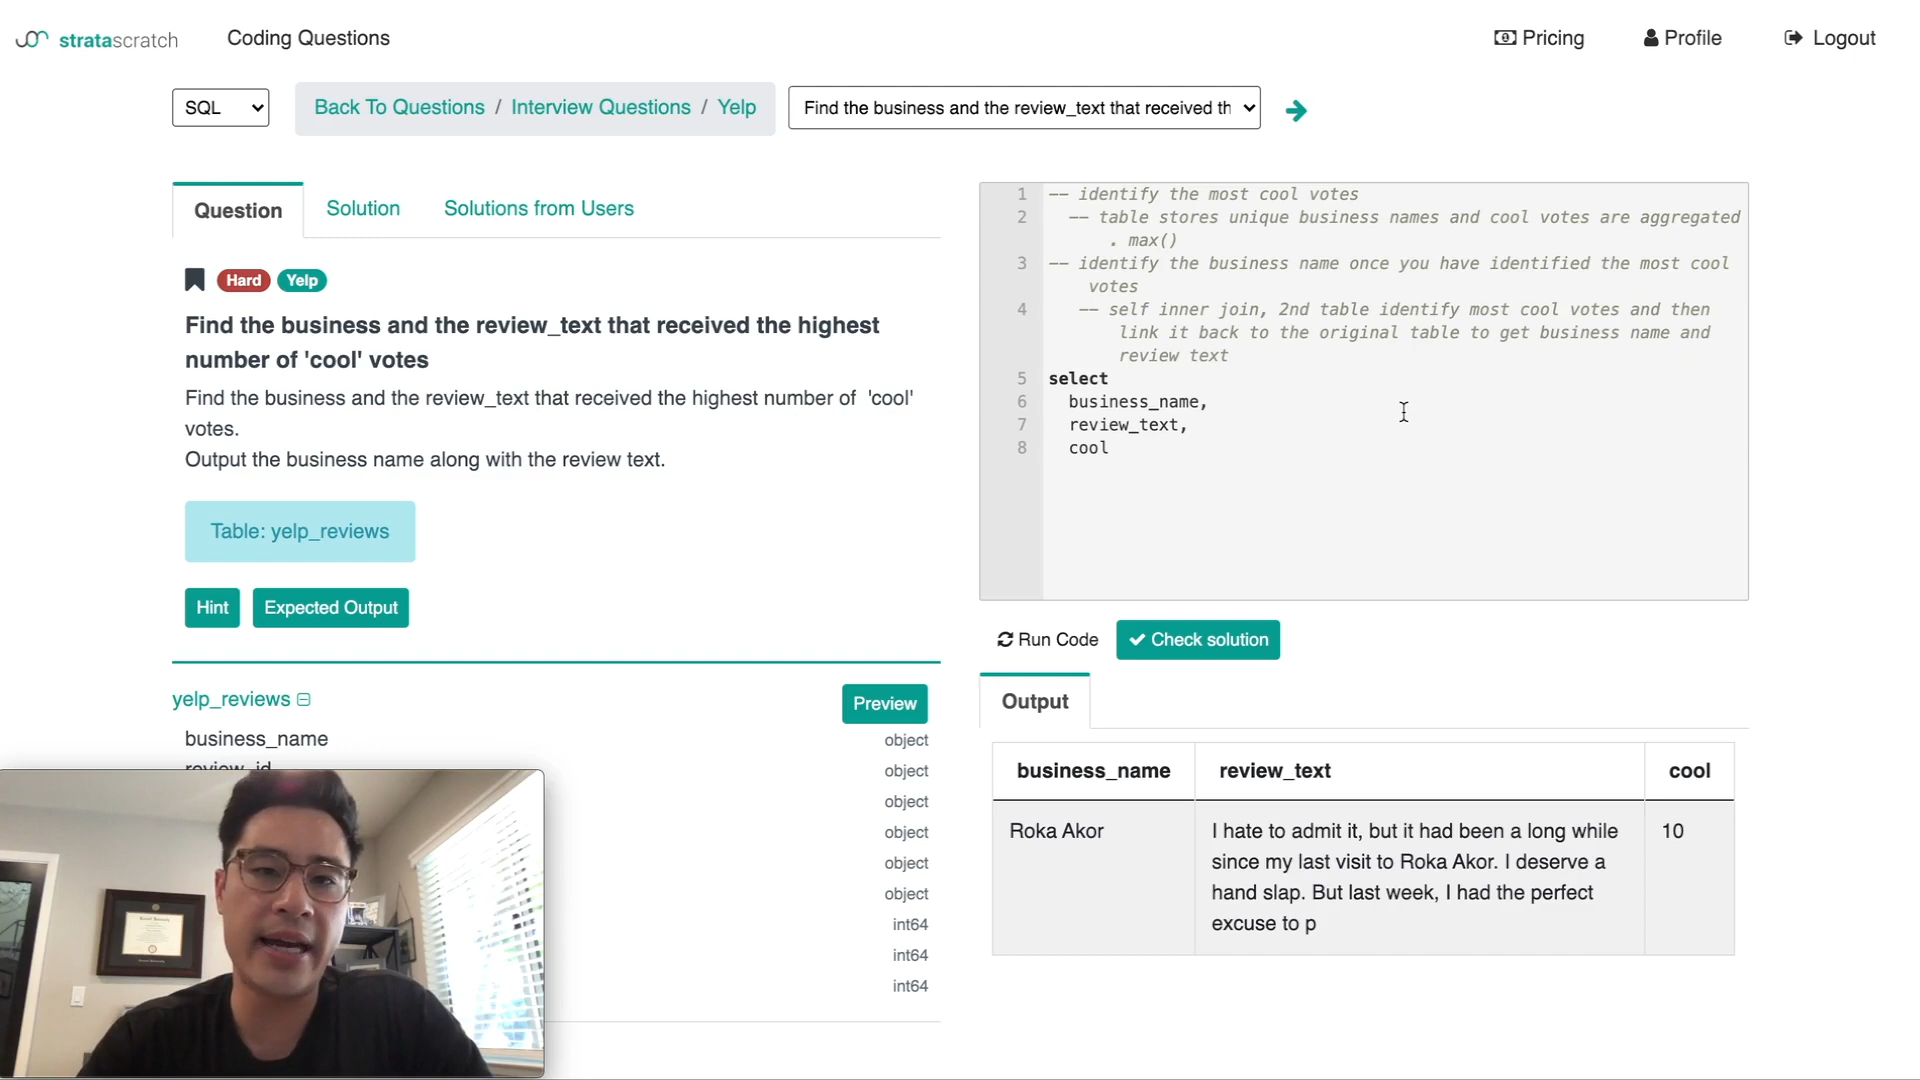 stratascratch
Coding Questions
Pricing
Profile
Logout
SQL
Back To Questions / Interview Questions / Yelp
Find the business and the review_text that received th
Question
Solution
Solutions from Users
Hard
Yelp
Find the business and the review_text that received the highest
number of 'cool' votes
Find the business and the review_text that received the highest number of 'cool'
votes.
Output the business name along with the review text.
Table: yelp_reviews
Hint
Expected Output
yelp_reviews
Preview
business_name
object
review_id
object
object
object
object
object
int64
int64
int64
1 -- identify the most cool votes
2 -- table stores unique business names and cool votes are aggregated
. max()
3 -- identify the business name once you have identified the most cool
votes
4 -- self inner join, 2nd table identify most cool votes and then
link it back to the original table to get business name and
review text
5 select
6 business_name,
7 review_text,
8 cool
Run Code
Check solution
Output
business_name
review_text
cool
Roka Akor
I hate to admit it, but it had been a long while
since my last visit to Roka Akor. I deserve a
hand slap. But last week, I had the perfect
excuse to p
10